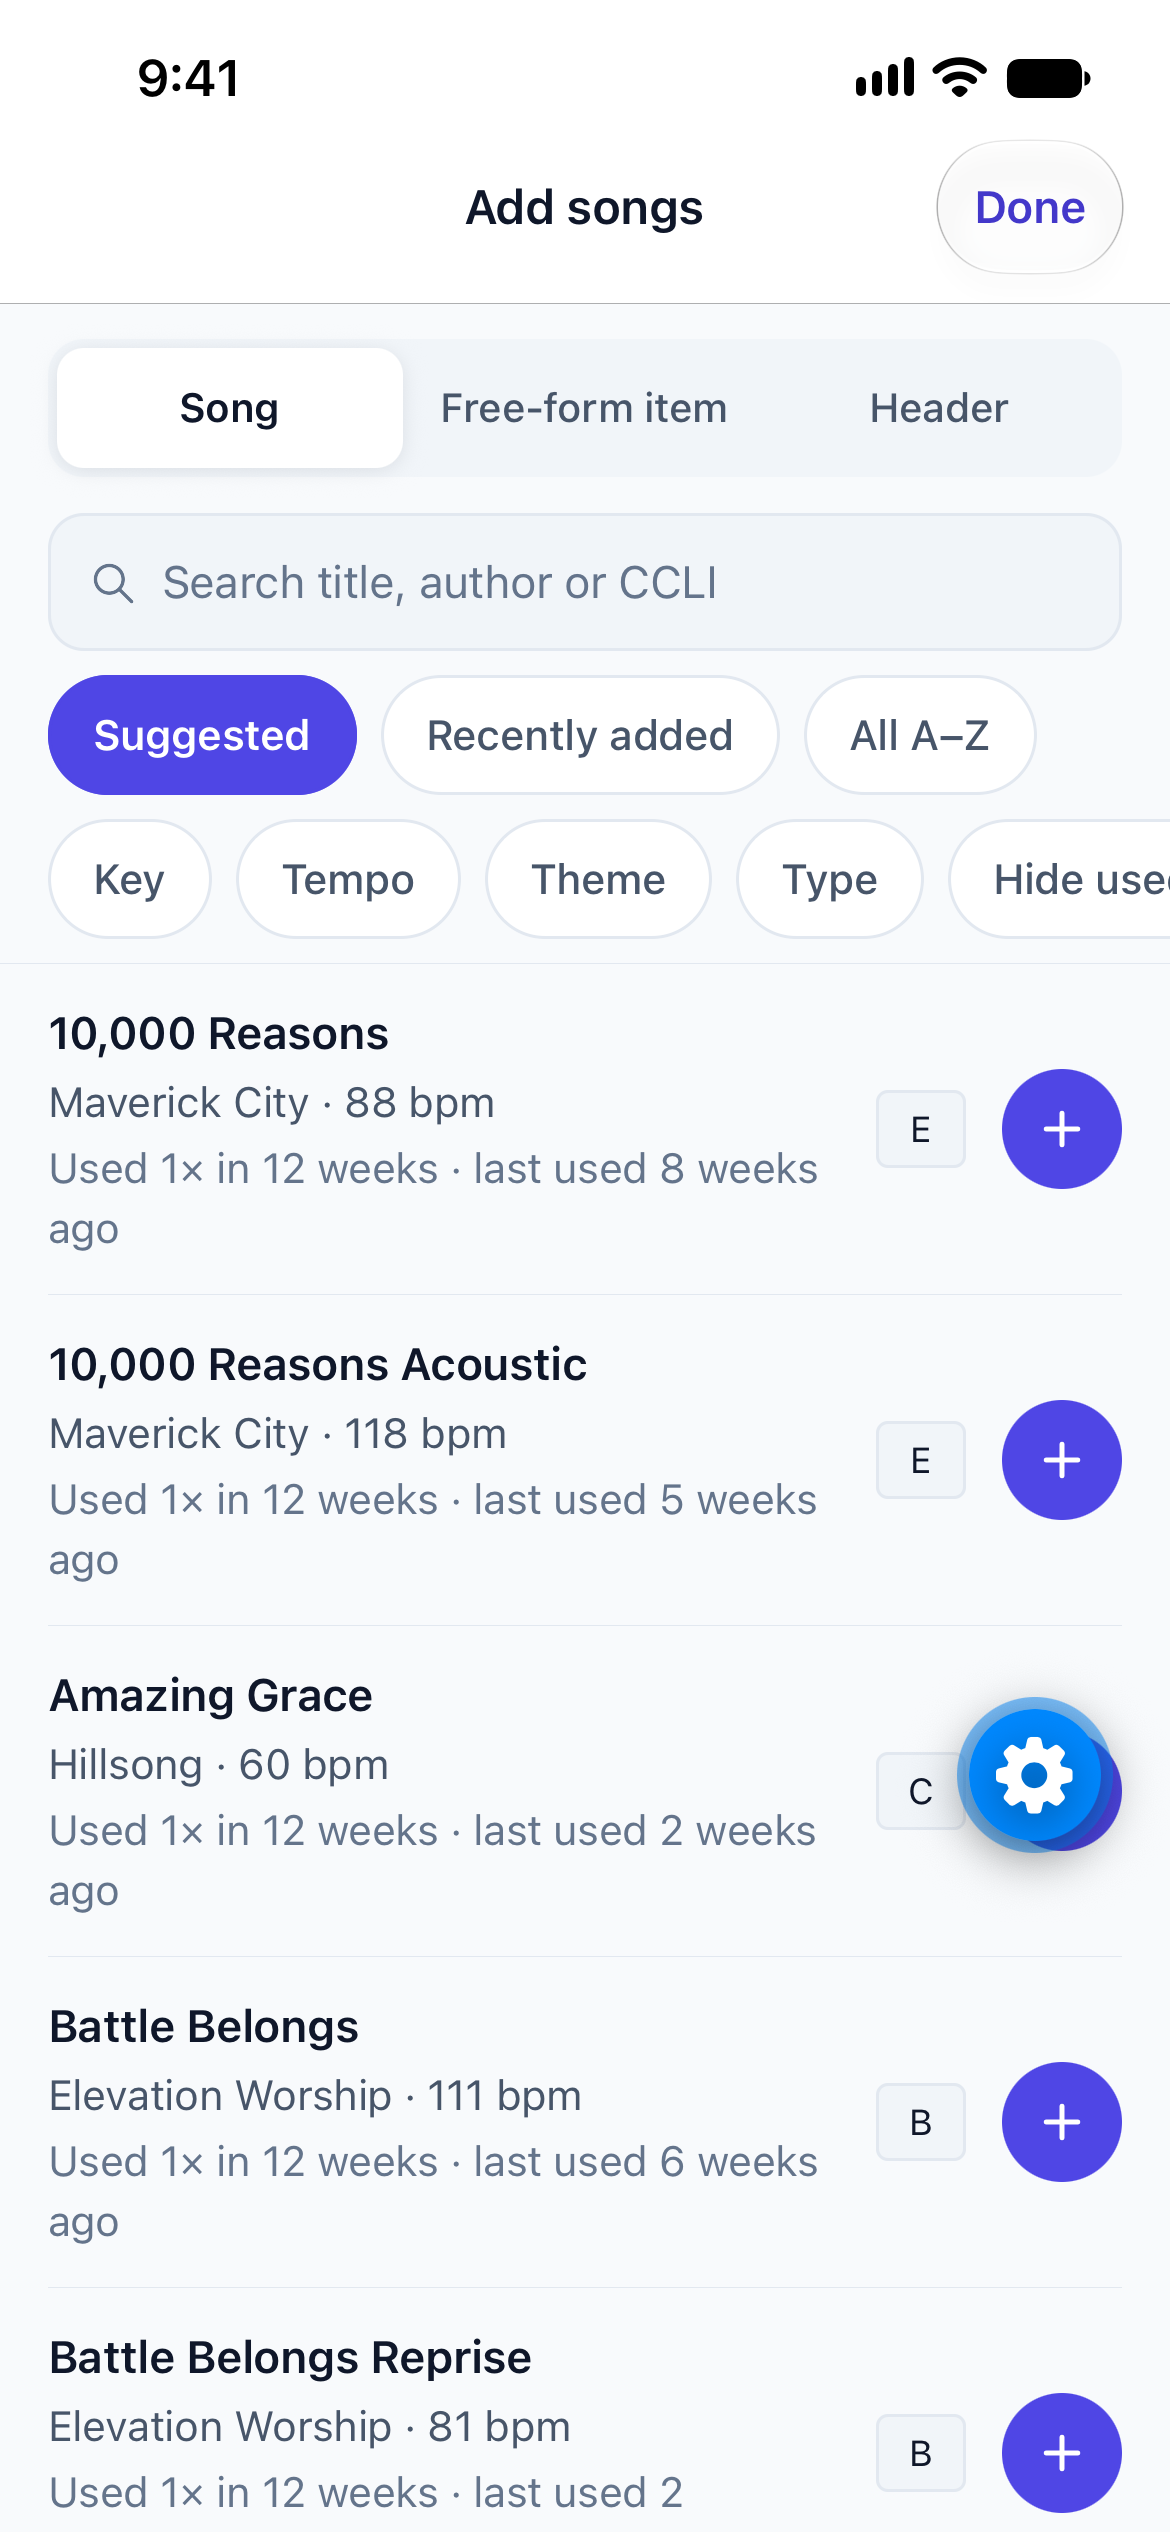 9:41
Add songs
Done
Song
Free-form item
Header
Search title, author or CCLI
Suggested
Recently added
All A–Z
Key
Tempo
Theme
Type
Hide
10,000 Reasons
Maverick City · 88 bpm
Used 1× in 12 weeks · last used 8 weeks
ago
E
10,000 Reasons Acoustic
Maverick City · 118 bpm
Used 1× in 12 weeks · last used 5 weeks
ago
E
Amazing Grace
Hillsong · 60 bpm
Used 1× in 12 weeks · last used 2 weeks
ago
C
Battle Belongs
Elevation Worship · 111 bpm
Used 1× in 12 weeks · last used 6 weeks
ago
B
Battle Belongs Reprise
Elevation Worship · 81 bpm
Used 1× in 12 weeks · last used 2
B